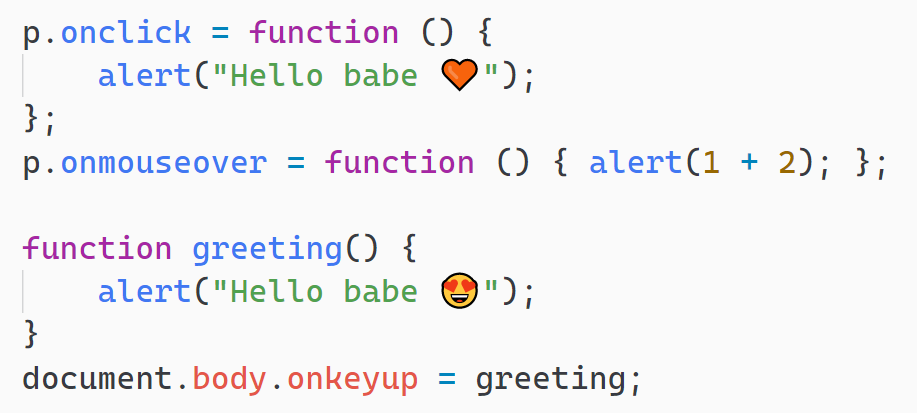 p.onclick = function () {
    alert("Hello babe 🧡");
};
p.onmouseover = function () { alert(1 + 2); };

function greeting() {
    alert("Hello babe 😍");
}
document.body.onkeyup = greeting;